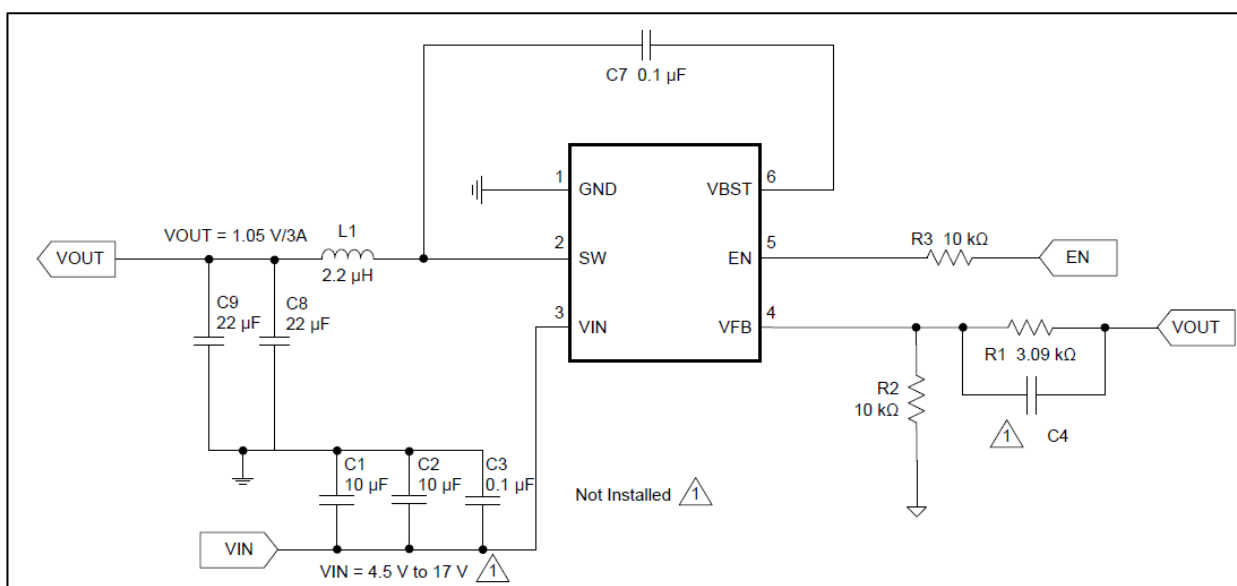 C7 0.1 µF
1
GND
VBST
6
VOUT = 1.05 V/3A
L1
2
SW
EN
5
R3 10 kΩ
EN
VOUT
2.2 µH
C9
22 µF
C8
22 µF
3
VIN
VFB
4
VOUT
R1 3.09 kΩ
R2
10 kΩ
1
C4
C1
10 µF
C2
10 µF
C3
0.1 µF
Not Installed 1
VIN
VIN = 4.5 V to 17 V 1